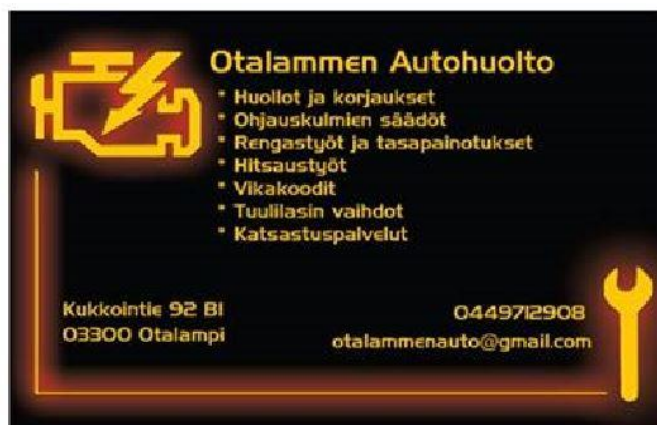 Otalammen Autohuolto
* Huollot ja korjaukset
* Ohjauskulmien säädöt
* Rengastyöt ja tasapainotukset
* Hitsaustyöt
* Vikakoodit
* Tuulilasin vaihdot
* Katsastuspalvelut
Kukkointie 92 B1
03300 Otalampi
0449712908
otalammenauto@gmail.com